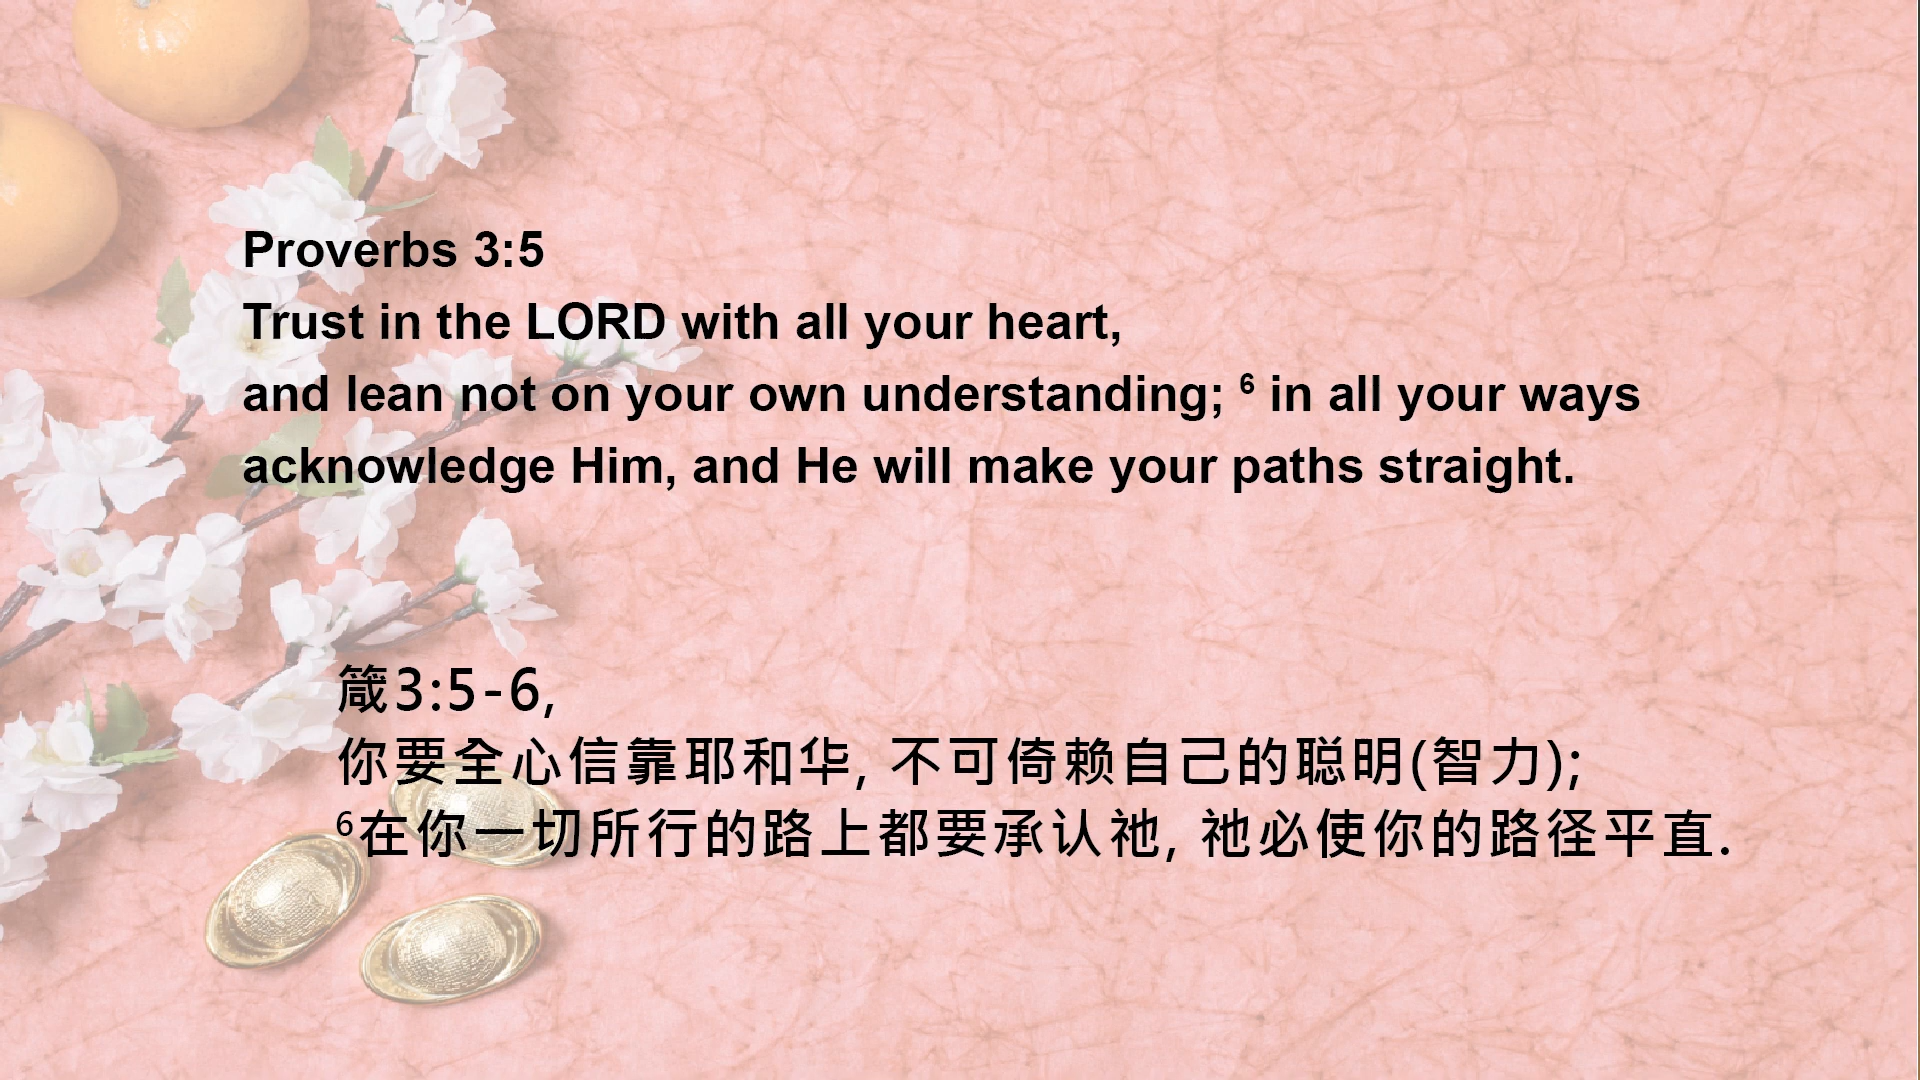 Proverbs 3:5
Trust in the LORD with all your heart,
and lean not on your own understanding; ⁶ in all your ways
acknowledge Him, and He will make your paths straight.
箴3:5-6,
你要全心信靠耶和华, 不可倚赖自己的聪明(智力);
⁶在你一切所行的路上都要承认祂, 祂必使你的路径平直.